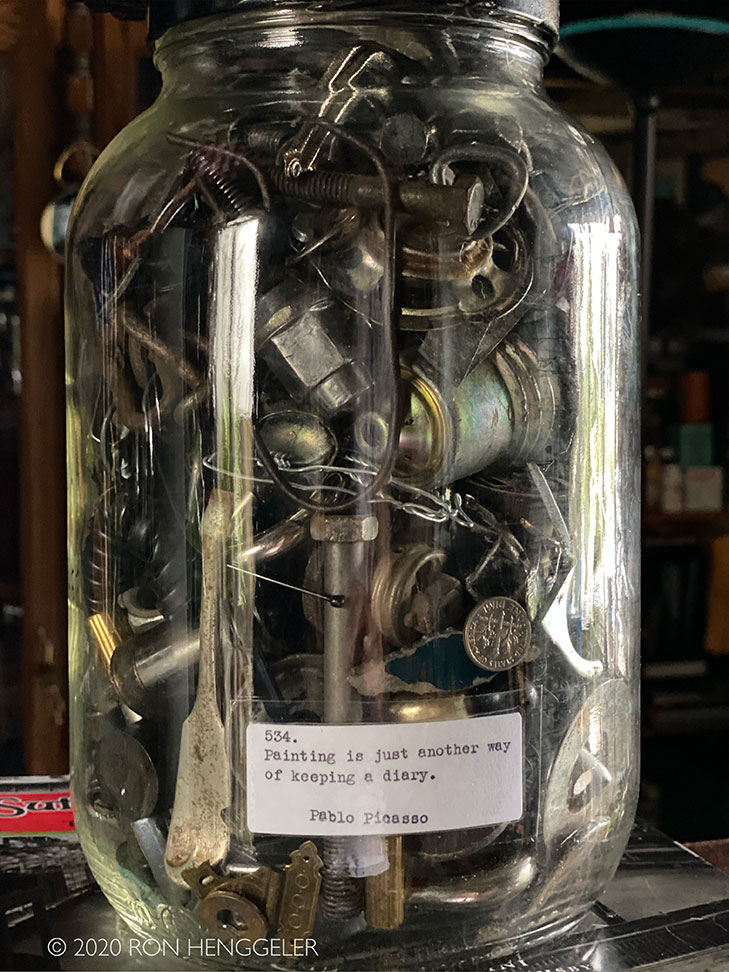 534.
Painting is just another way
of keeping a diary.
Pablo Picasso
© 2020 RON HENGGELER